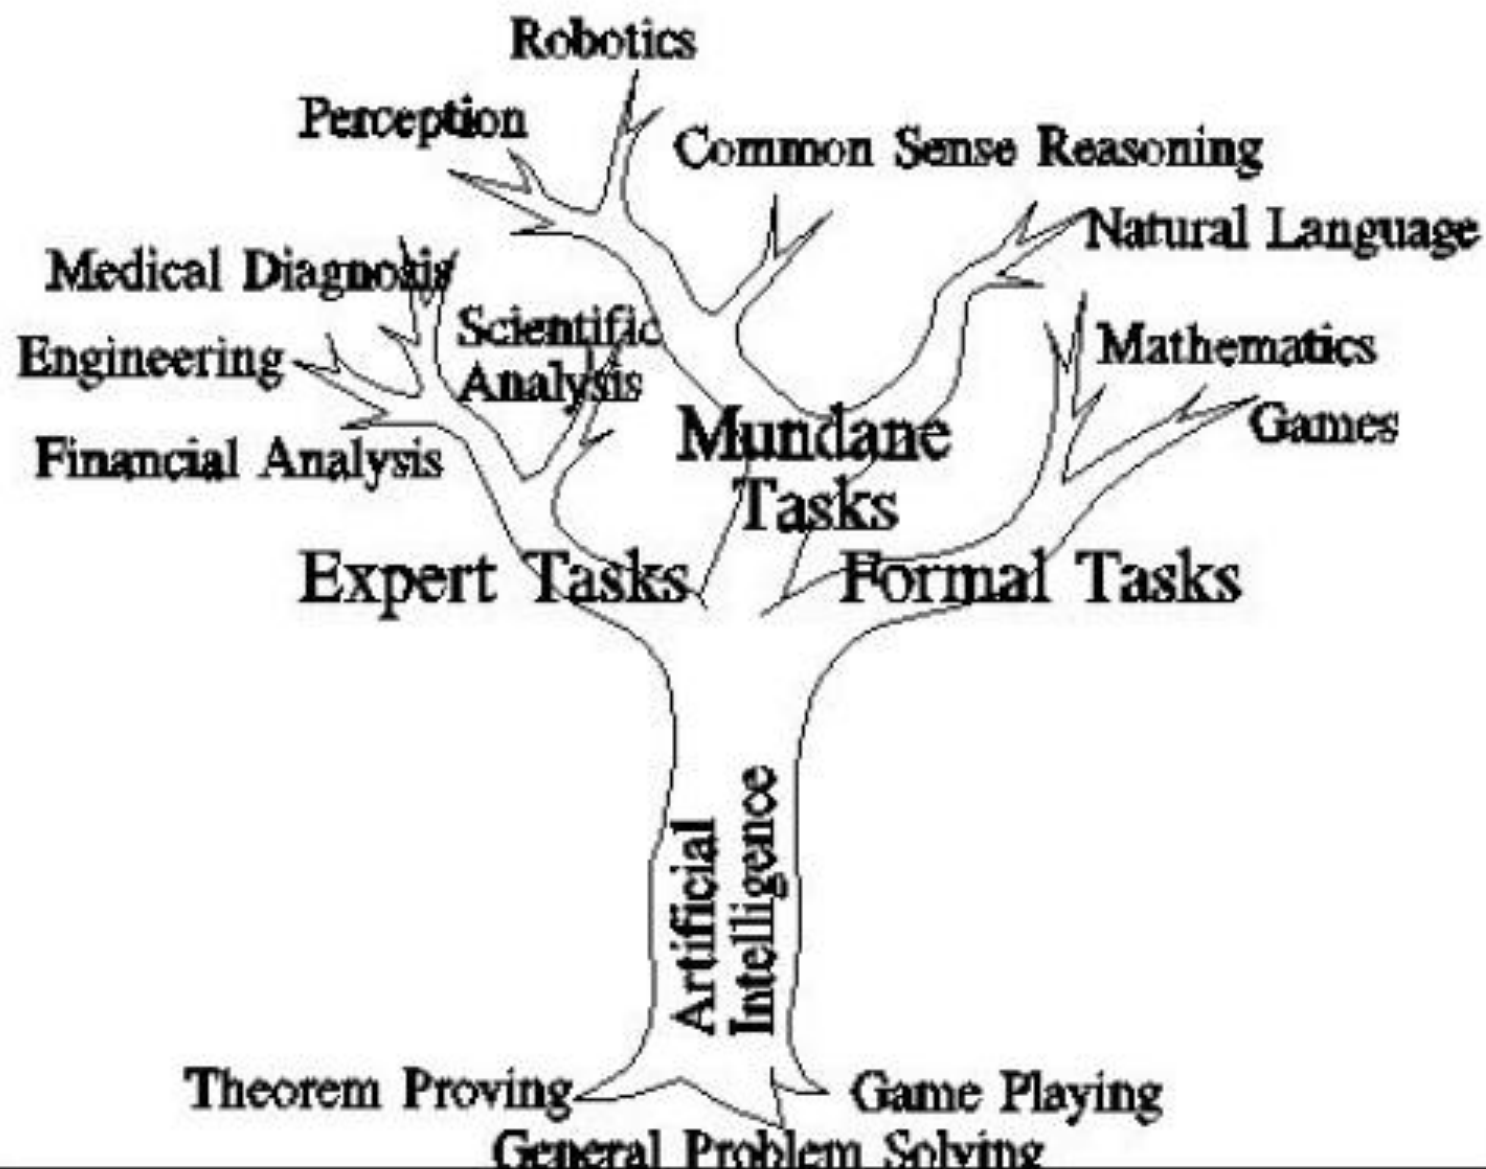 Robotics
Perception
Common Sense Reasoning
Natural Language
Medical Diagnosis
Scientific
Analysis
Engineering
Mathematics
Games
Financial Analysis
Mundane
Tasks
Expert Tasks
Formal Tasks
Artificial
Intelligence
Theorem Proving
Game Playing
General Problem Solving